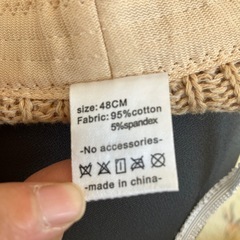 size: 48CM
Fabric: 95%cotton
5%spandex
-No accessories-
-made in china-